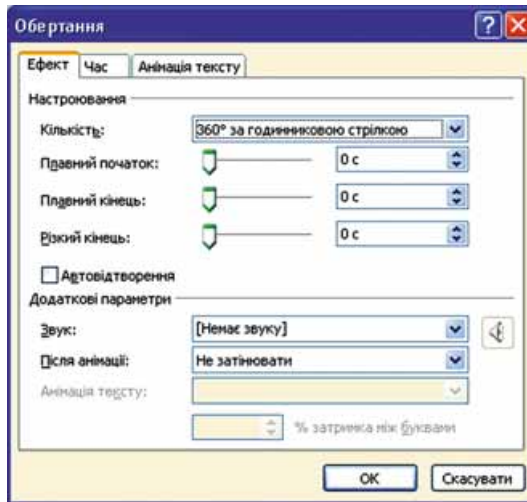 Обертання
Ефект Час Анімація тексту
Настроювання
Кількість: 360° за годинниковою стрілкою
Плавний початок: 0 с
Плавний кінець: 0 с
Різкий кінець: 0 с
Автовідтворення
Додаткові параметри
Звук: [Немає звуку]
Після анімації: Не затінювати
Анімація тексту:
% затримка між буквами
ОК Скасувати